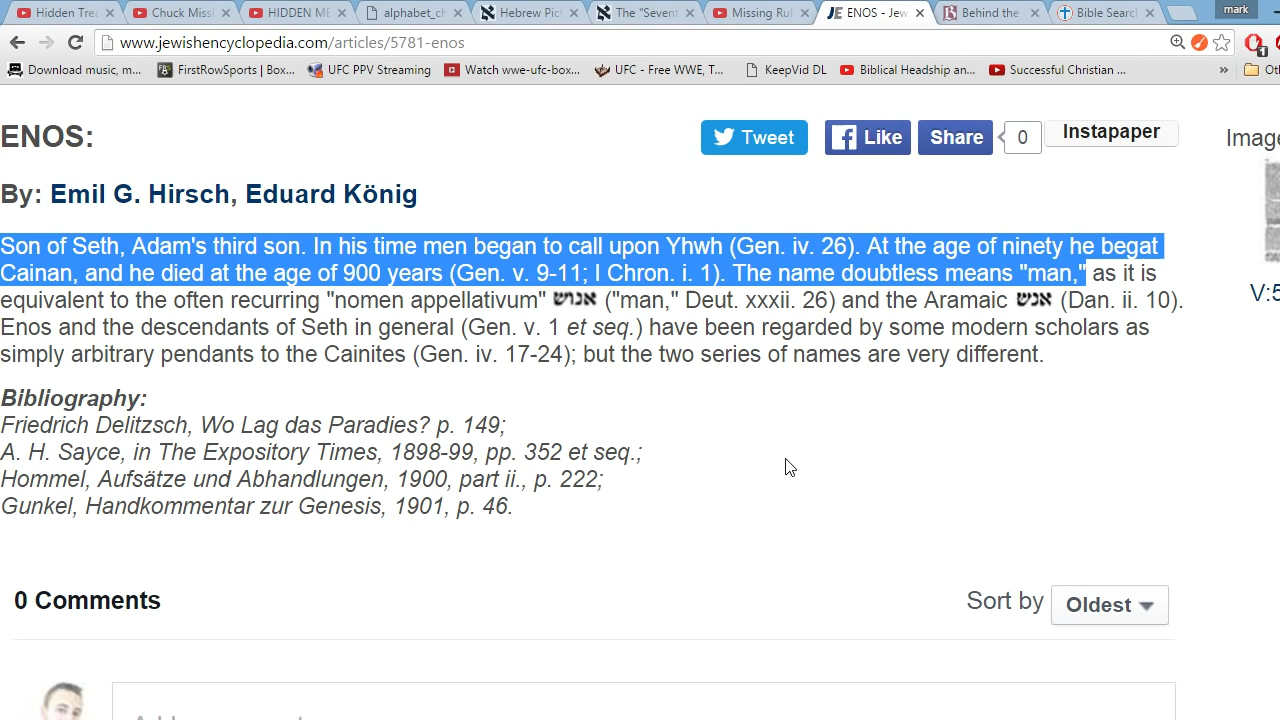 Hidden Trea
Chuck Missl
HIDDEN ME
alphabet_ch
Hebrew Pict
The "Sevent
Missing Rul
ENOS - Jew
Behind the
Bible Searcl
mark
www.jewishencyclopedia.com/articles/5781-enos
1
Download music, m...
FirstRowSports | Box...
UFC PPV Streaming
Watch wwe-ufc-box...
UFC - Free WWE, T...
KeepVid DL
Biblical Headship an...
Successful Christian ...
»
Oth
ENOS:
Tweet
Like
Share
0
Instapaper
Image
By: Emil G. Hirsch, Eduard König
Son of Seth, Adam's third son. In his time men began to call upon Yhwh (Gen. iv. 26). At the age of ninety he begat
Cainan, and he died at the age of 900 years (Gen. v. 9-11; I Chron. i. 1). The name doubtless means "man," as it is
equivalent to the often recurring "nomen appellativum" אנוש ("man," Deut. xxxii. 26) and the Aramaic אנש (Dan. ii. 10).
Enos and the descendants of Seth in general (Gen. v. 1 et seq.) have been regarded by some modern scholars as
simply arbitrary pendants to the Cainites (Gen. iv. 17-24); but the two series of names are very different.
V:5
Bibliography:
Friedrich Delitzsch, Wo Lag das Paradies? p. 149;
A. H. Sayce, in The Expository Times, 1898-99, pp. 352 et seq.;
Hommel, Aufsätze und Abhandlungen, 1900, part ii., p. 222;
Gunkel, Handkommentar zur Genesis, 1901, p. 46.
0 Comments
Sort by
Oldest